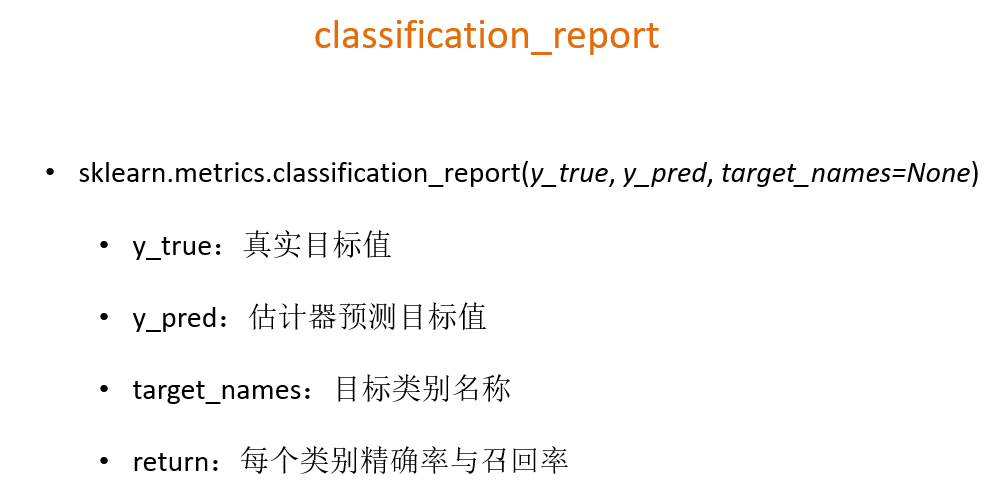 classification_report
• sklearn.metrics.classification_report(y_true, y_pred, target_names=None)
• y_true：真实目标值
• y_pred：估计器预测目标值
• target_names：目标类别名称
• return：每个类别精确率与召回率